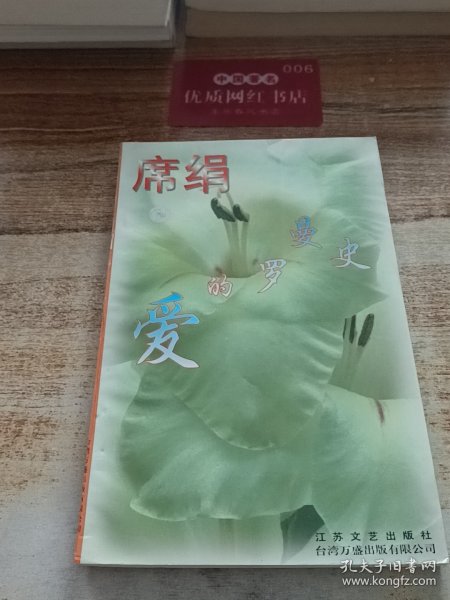 006
中国著名
优质网红书店
席绢
爱的罗曼史
江苏文艺出版社
台湾万盛出版有限公司
孔夫子旧书网
www.kongfz.com